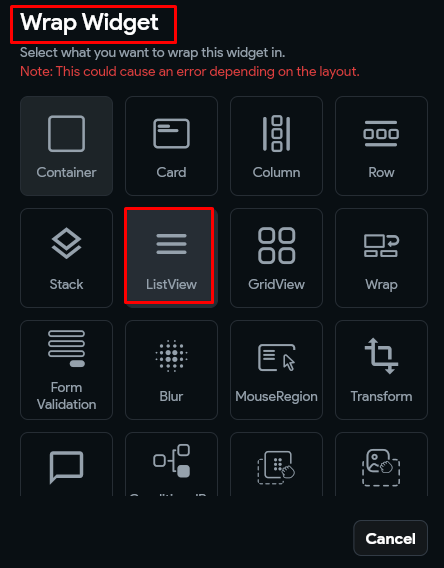 Wrap Widget
Select what you want to wrap this widget in.
Note: This could cause an error depending on the layout.
Container
Card
Column
Row
Stack
ListView
GridView
Wrap
Form
Validation
Blur
MouseRegion
Transform
Cancel